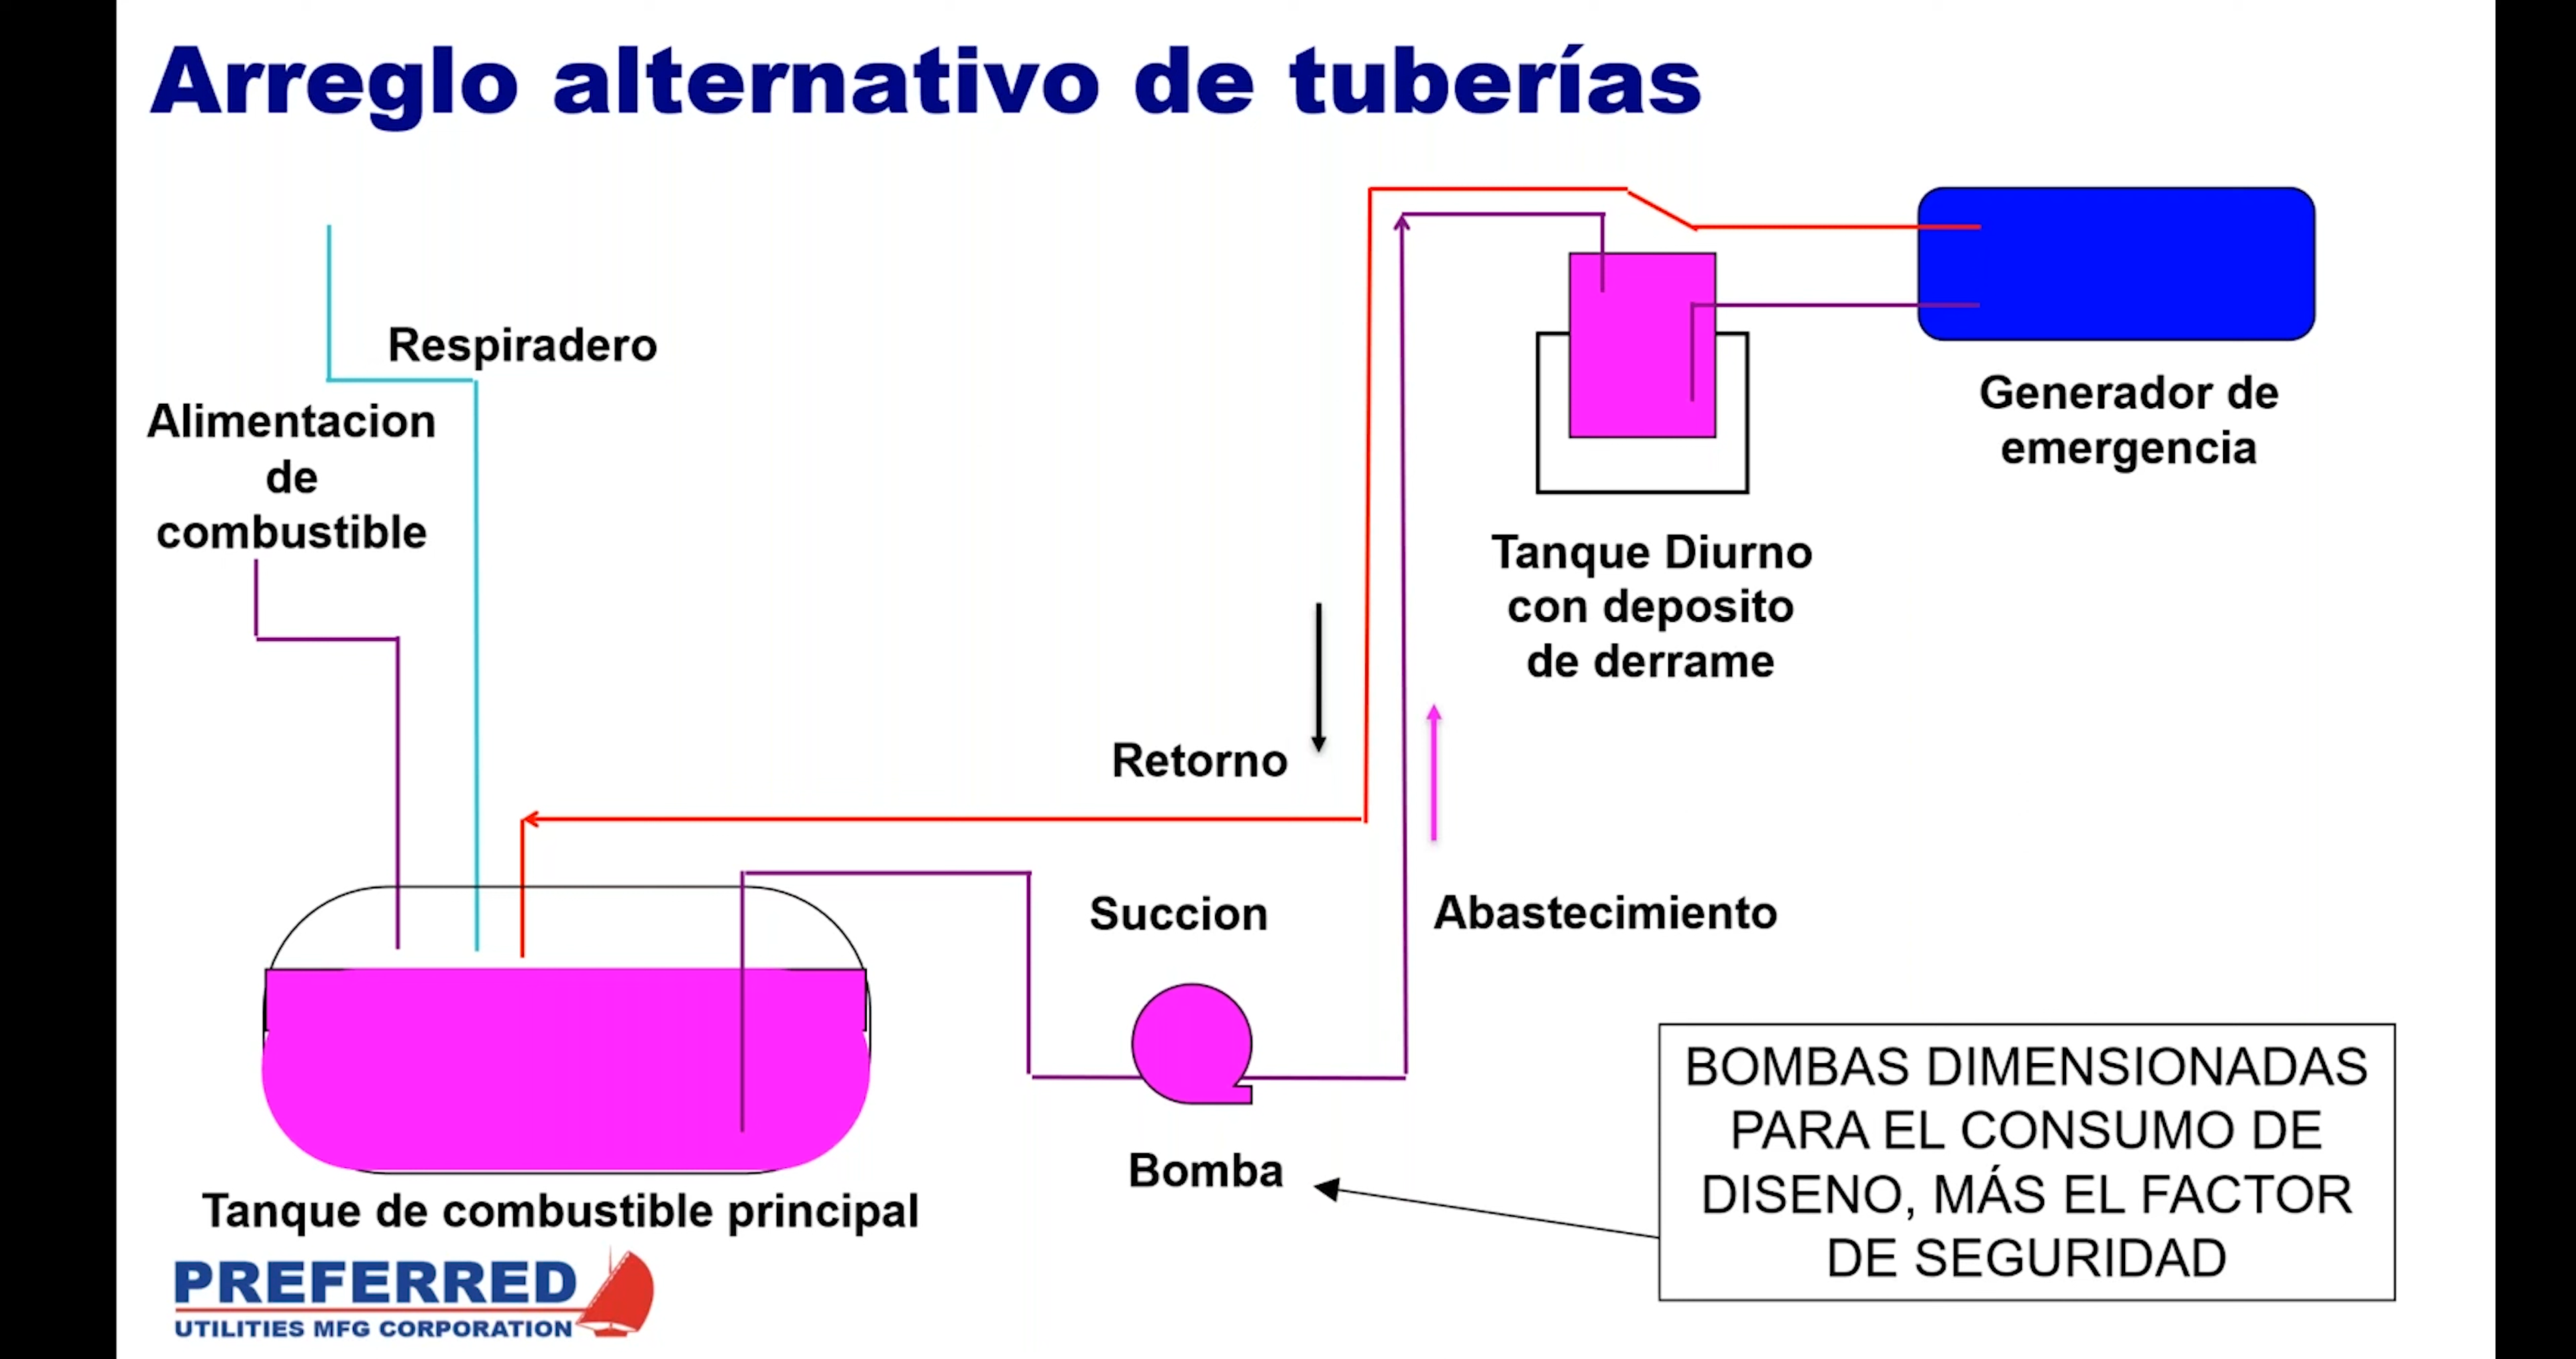 Arreglo alternativo de tuberías
Respiradero
Alimentacion
de
combustible
Generador de
emergencia
Tanque Diurno
con deposito
de derrame
Retorno
Succion
Abastecimiento
Bomba
BOMBAS DIMENSIONADAS
PARA EL CONSUMO DE
DISENO, MÁS EL FACTOR
DE SEGURIDAD
Tanque de combustible principal
PREFERRED
UTILITIES MFG CORPORATION